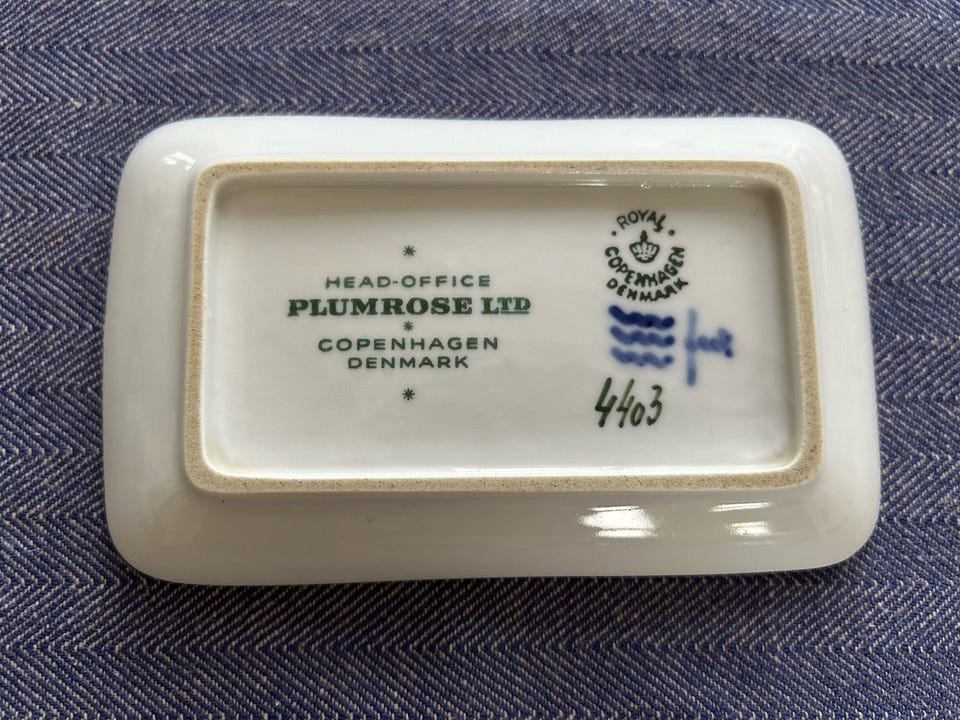 HEAD-OFFICE
PLUMROSE LTD
COPENHAGEN
DENMARK
ROYAL
COPENHAGEN
DENMARK
4403